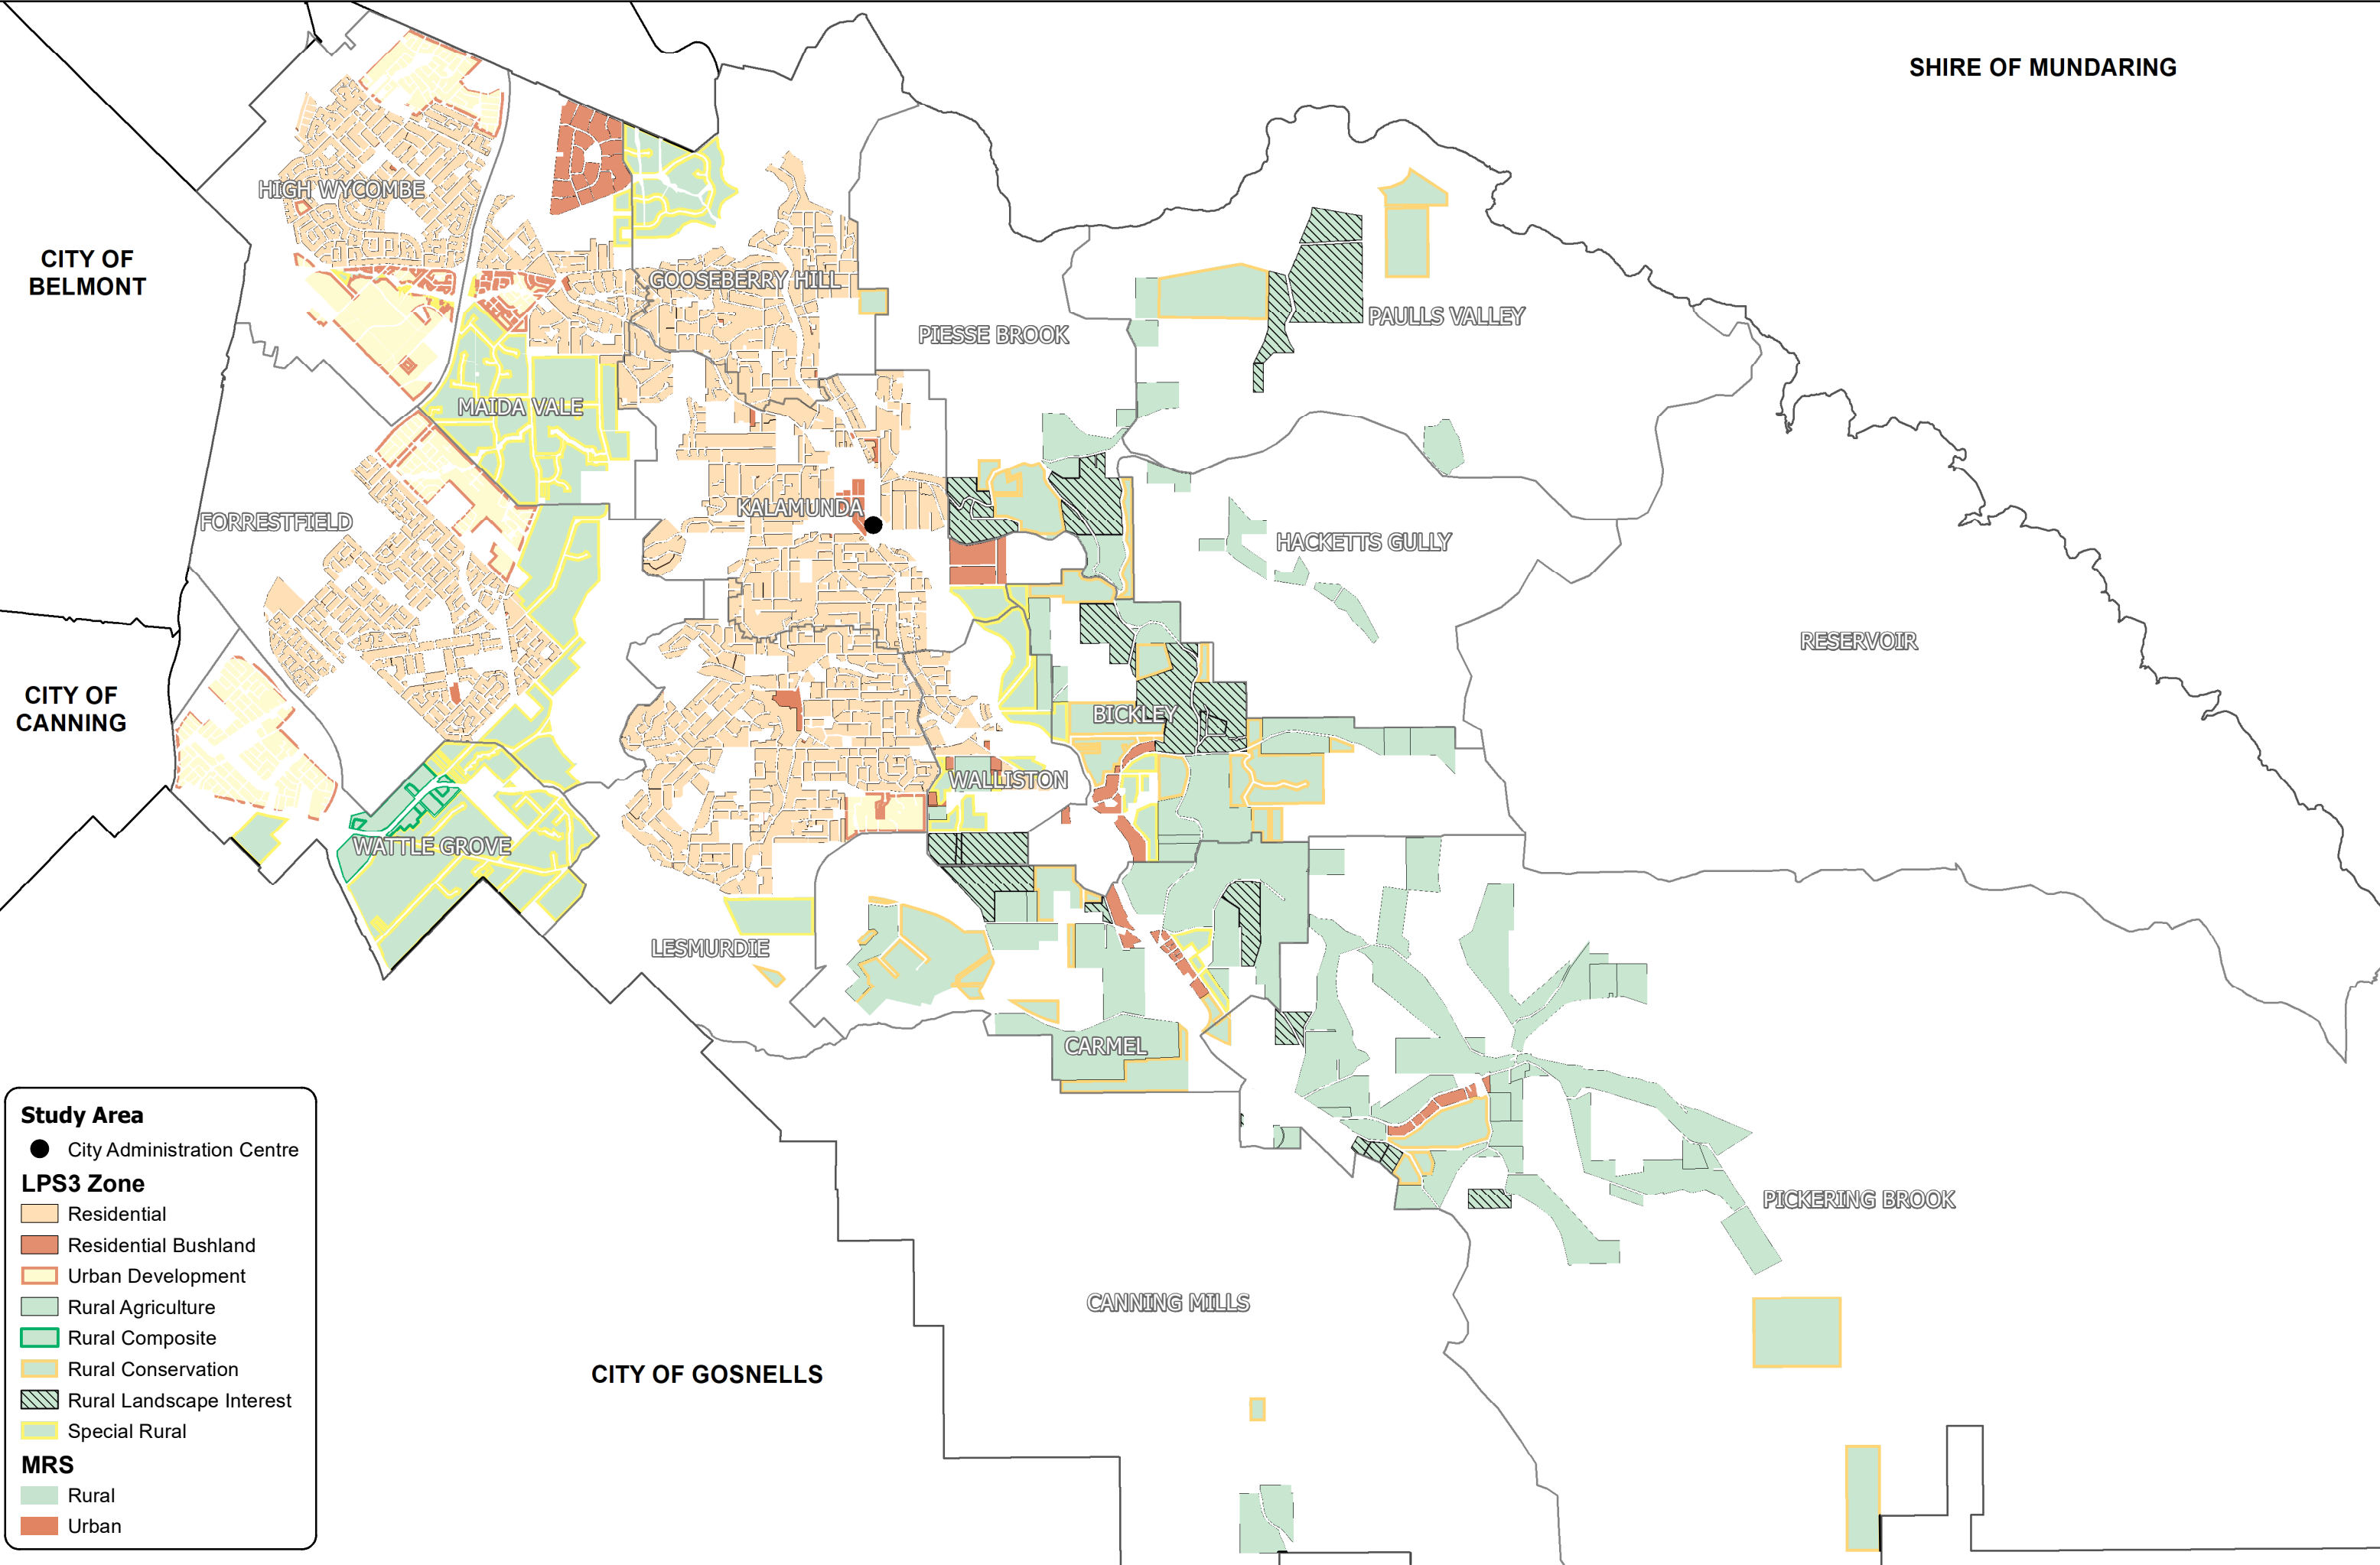 SHIRE OF MUNDARING
HIGH WYCOMBE
CITY OF
BELMONT
GOOSEBERRY HILL
PIESSE BROOK
PAULLS VALLEY
MAIDA VALE
KALAMUNDA
FORRESTFIELD
HACKETTS GULLY
RESERVOIR
CITY OF
CANNING
BICKLEY
WALLISTON
WATTLE GROVE
LESMURDIE
CARMEL
PICKERING BROOK
CANNING MILLS
CITY OF GOSNELLS
Study Area
City Administration Centre
LPS3 Zone
Residential
Residential Bushland
Urban Development
Rural Agriculture
Rural Composite
Rural Conservation
Rural Landscape Interest
Special Rural
MRS
Rural
Urban